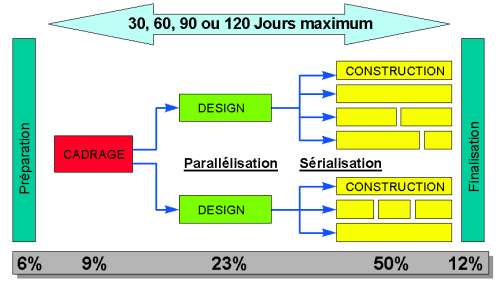 30, 60, 90 ou 120 Jours maximum
Préparation
CADRAGE
DESIGN
DESIGN
Parallélisation
Sérialisation
CONSTRUCTION
CONSTRUCTION
Finalisation
6% 9% 23% 50% 12%